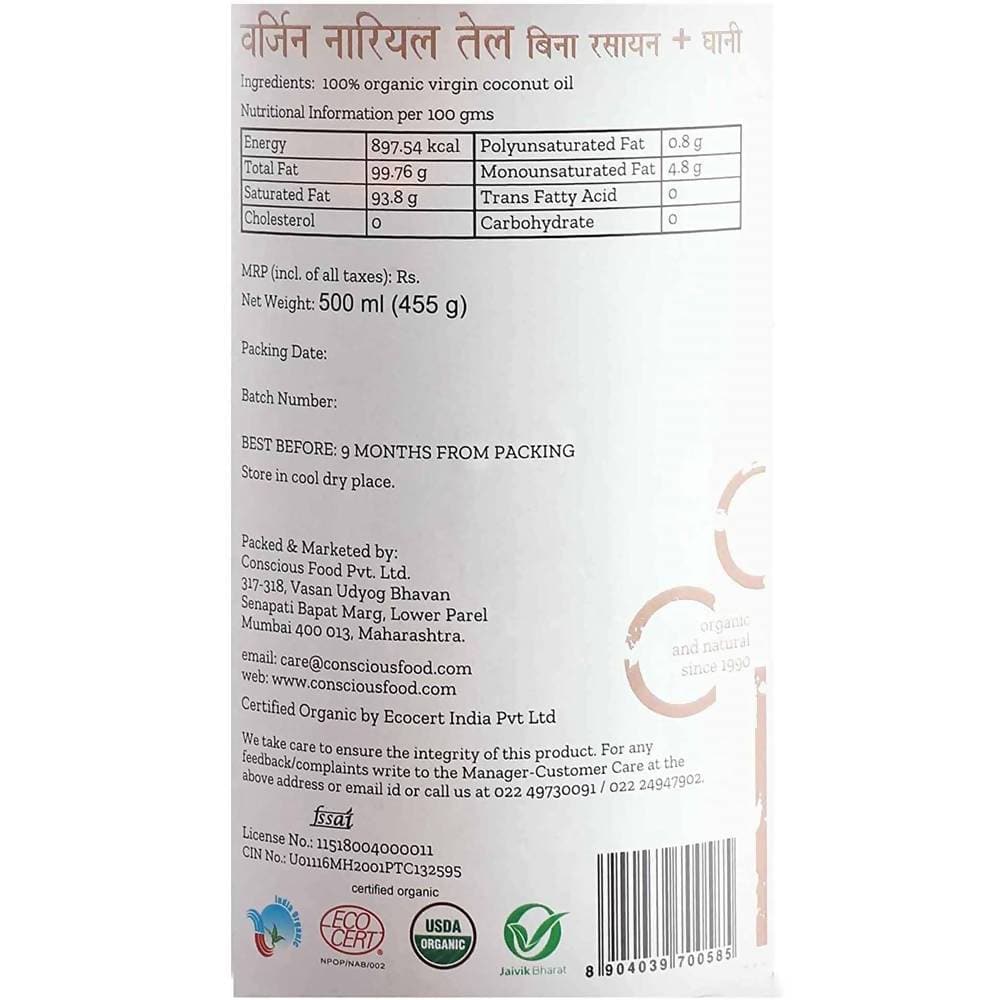 वर्जिन नारियल तेल बिना रसायन + घानी
Ingredients: 100% organic virgin coconut oil
Nutritional Information per 100 gms
Energy 897.54 kcal Polyunsaturated Fat 0.8 g
Total Fat 99.76 g Monounsaturated Fat 4.8 g
Saturated Fat 93.8 g Trans Fatty Acid 0
Cholesterol 0 Carbohydrate 0
MRP (incl. of all taxes): Rs.
Net Weight: 500 ml (455 g)
Packing Date:
Batch Number:
BEST BEFORE: 9 MONTHS FROM PACKING
Store in cool dry place.
Packed & Marketed by:
Conscious Food Pvt. Ltd.
317-318, Vasan Udyog Bhavan
Senapati Bapat Marg, Lower Parel
Mumbai 400 013, Maharashtra.
organic
and natural
since 1990
email: care@consciousfood.com
web: www.consciousfood.com
Certified Organic by Ecocert India Pvt Ltd
We take care to ensure the integrity of this product. For any
feedback/complaints write to the Manager-Customer Care at the
above address or email id or call us at 022 49730091 / 022 24947902.
fssai
License No.: 11518004000011
CIN No.: U01116MH2001PTC132595
certified organic
India Organic
ECO
CERT
NPOP/NAB/002
USDA
ORGANIC
Jaivik Bharat
8 904039 700585